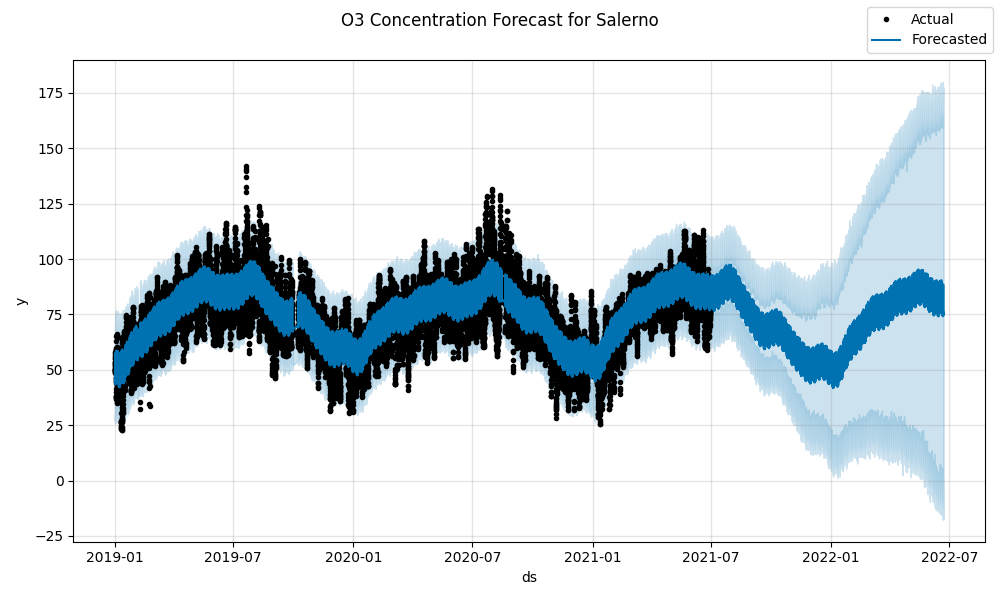 O3 Concentration Forecast for Salerno
Actual
Forecasted
175
150
125
100
75
50
25
0
−25
y
2019-01 2019-07 2020-01 2020-07 2021-01 2021-07 2022-01 2022-07
ds